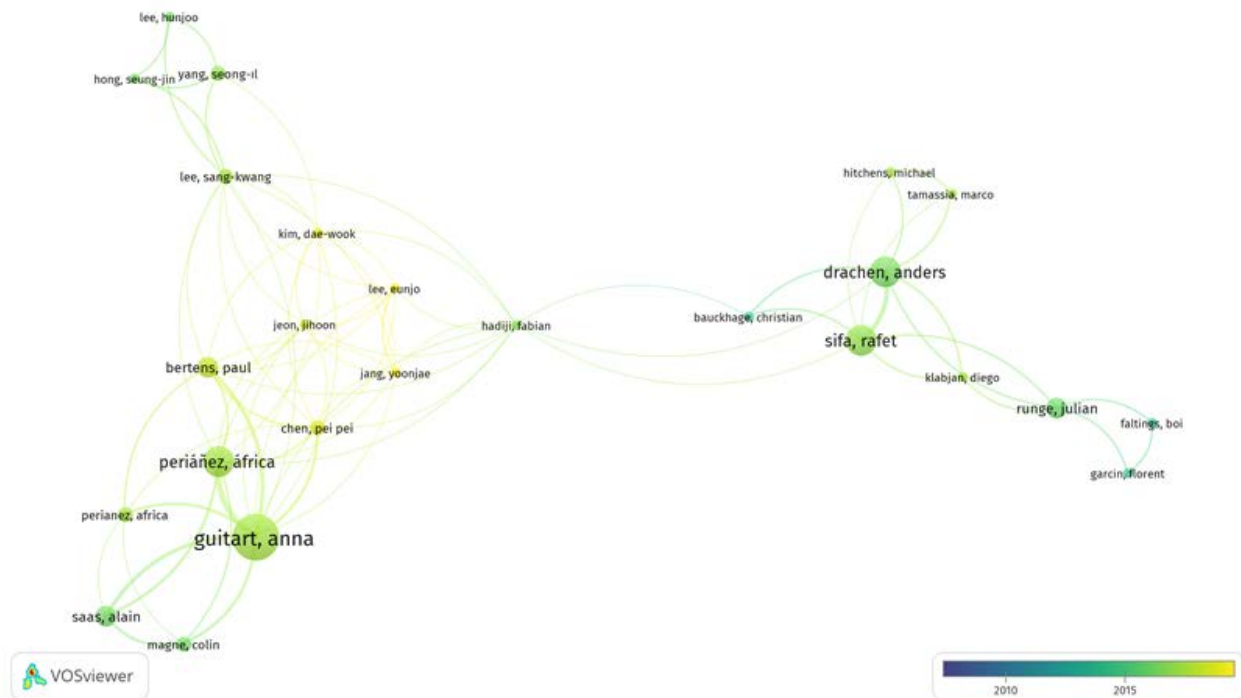 lee, hunjoo
hong, seung-jin
yang, seong-ıl
lee, sang-kwang
kim, dae-wook
lee, eunjo
jeon, jihoon
hadiji, fabian
bertens, paul
jang, yoonjae
chen, pei pei
periáñez, áfrica
perianez, africa
guitart, anna
saas, alain
magne, colin
hitchens, michael
tamassia, marco
drachen, anders
bauckhage, christian
sifa, rafet
klabjan, diego
runge, julian
faltings, boi
garcin, florent
VOSviewer
2010
2015